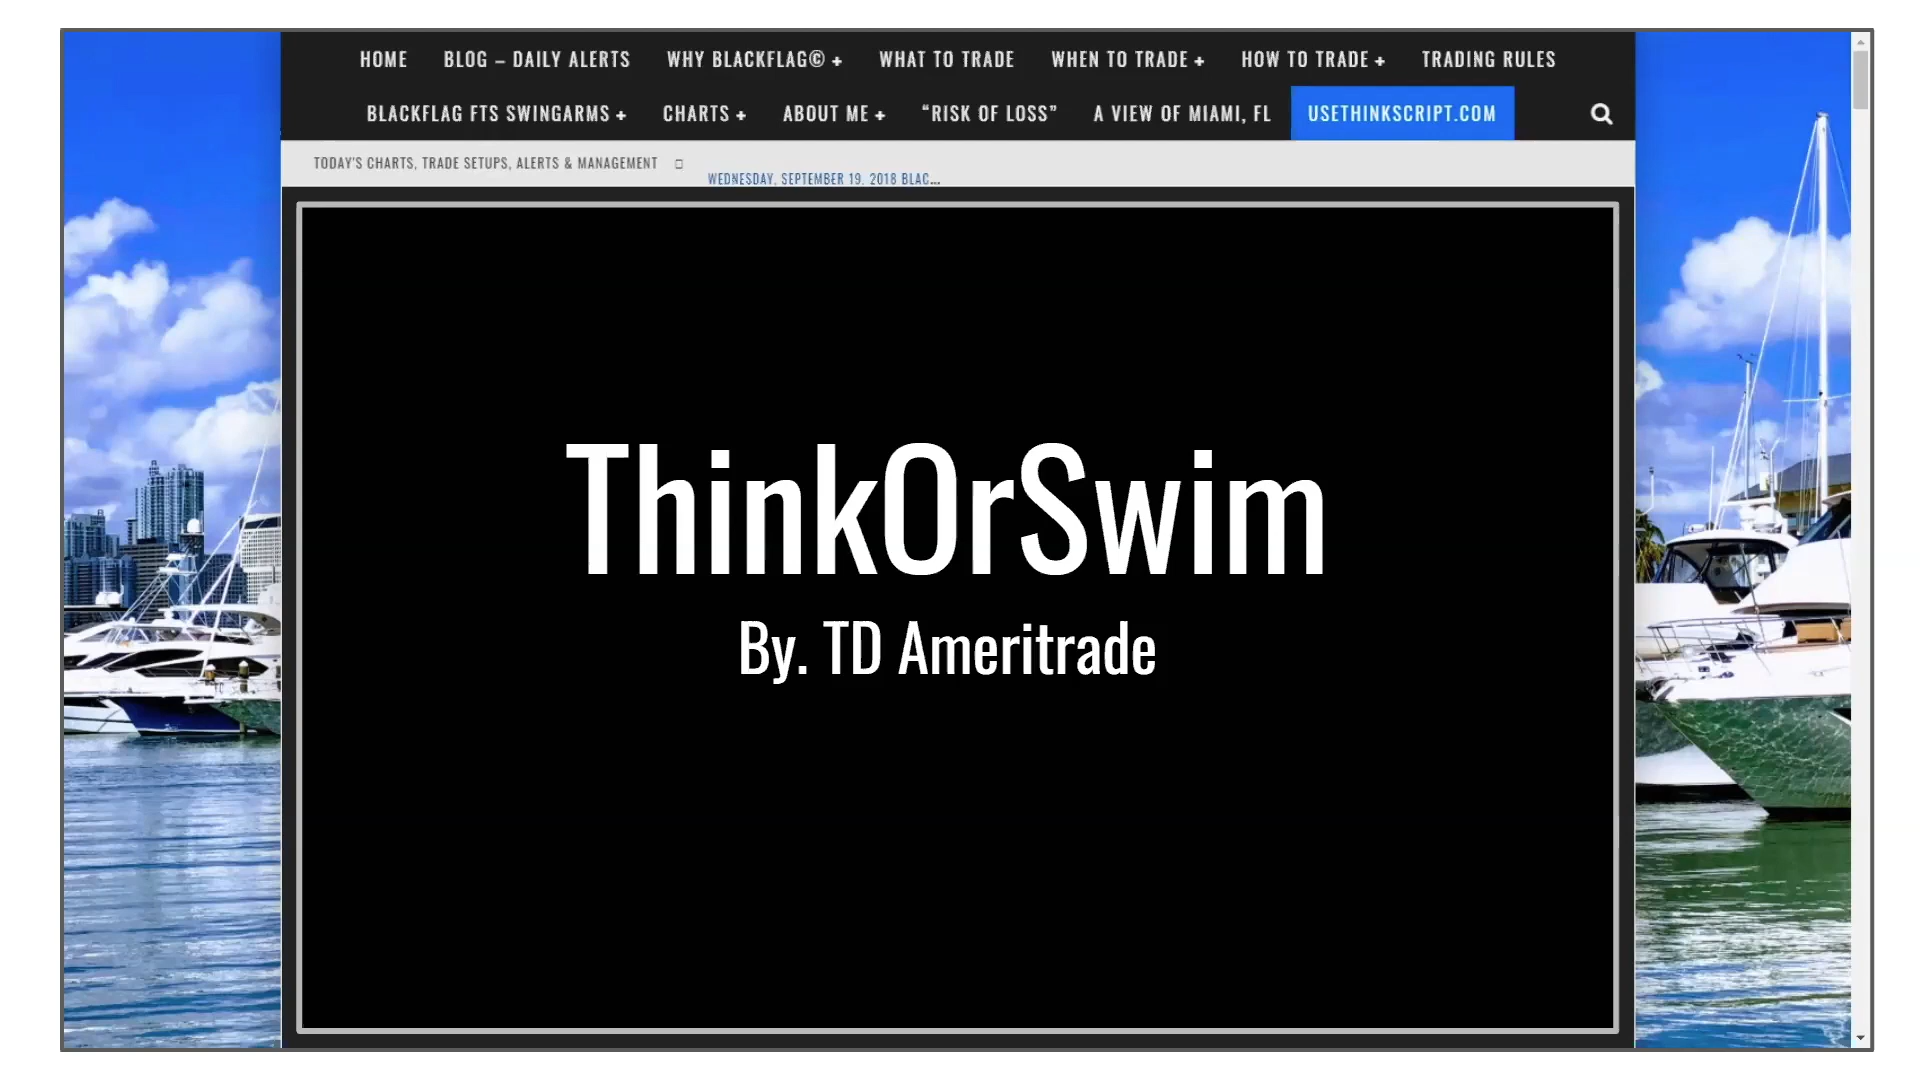 HOME BLOG – DAILY ALERTS WHY BLACKFLAG© + WHAT TO TRADE WHEN TO TRADE + HOW TO TRADE + TRADING RULES
BLACKFLAG FTS SWINGARMS + CHARTS + ABOUT ME + “RISK OF LOSS” A VIEW OF MIAMI, FL USETHINKSCRIPT.COM
TODAY'S CHARTS, TRADE SETUPS, ALERTS & MANAGEMENT
WEDNESDAY, SEPTEMBER 19, 2018 BLAC...
ThinkOrSwim
By. TD Ameritrade